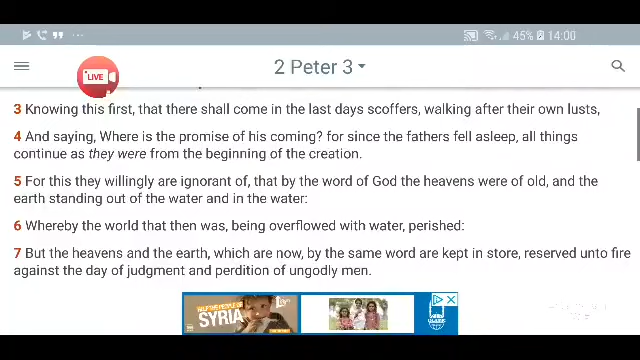 45% 14:00
LIVE
2 Peter 3
3 Knowing this first, that there shall come in the last days scoffers, walking after their own lusts,
4 And saying, Where is the promise of his coming? for since the fathers fell asleep, all things
continue as they were from the beginning of the creation.
5 For this they willingly are ignorant of, that by the word of God the heavens were of old, and the
earth standing out of the water and in the water:
6 Whereby the world that then was, being overflowed with water, perished:
7 But the heavens and the earth, which are now, by the same word are kept in store, reserved unto fire
against the day of judgment and perdition of ungodly men.
HELP THE PEOPLE OF
SYRIA